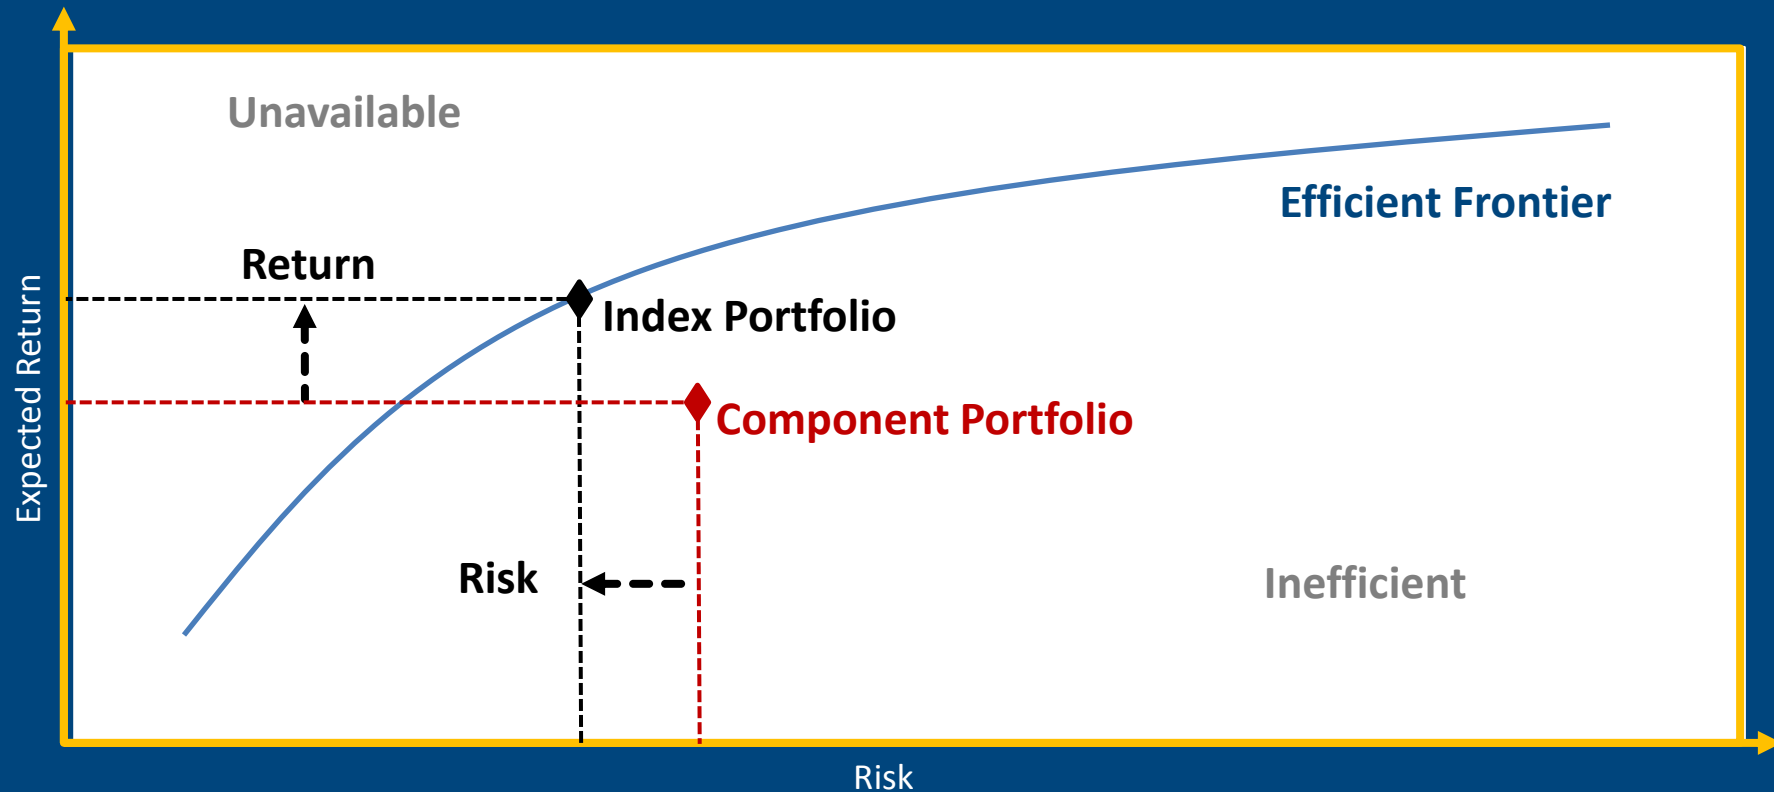 Unavailable
Efficient Frontier
Return
Index Portfolio
Component Portfolio
Expected Return
Risk
Inefficient
Risk